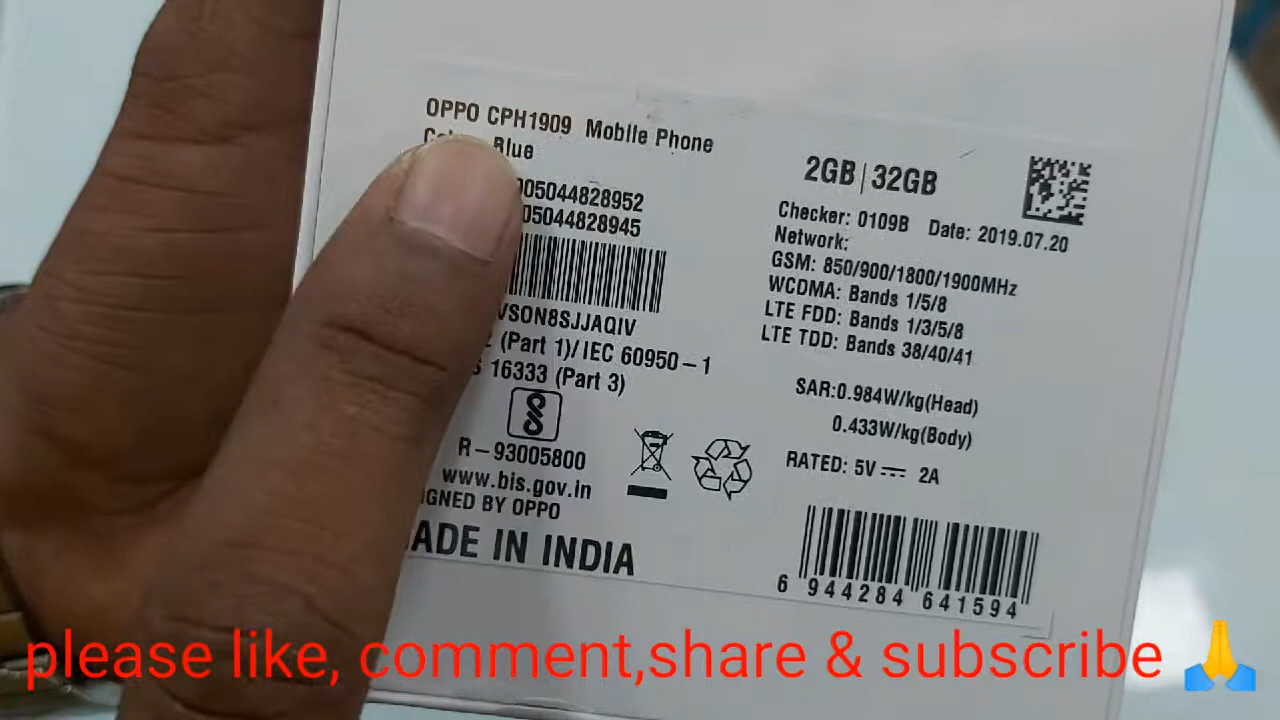 OPPO CPH1909 Mobile Phone
Blue
05044828952
05044828945
VSON8SJJAQIV
(Part 1)/IEC 60950-1
16333 (Part 3)
R-93005800
www.bis.gov.in
BY OPPO
IN INDIA
2GB|32GB
Checker: 0109B Date: 2019.07.20
Network:
GSM: 850/900/1800/1900MHz
WCDMA: Bands 1/5/8
LTE FDD: Bands 1/3/5/8
LTE TDD: Bands 38/40/41
SAR:0.984W/kg(Head)
0.433W/kg(Body)
RATED: 5V⎓ 2A
6 944284 641594
please like, comment,share & subscribe 🙏